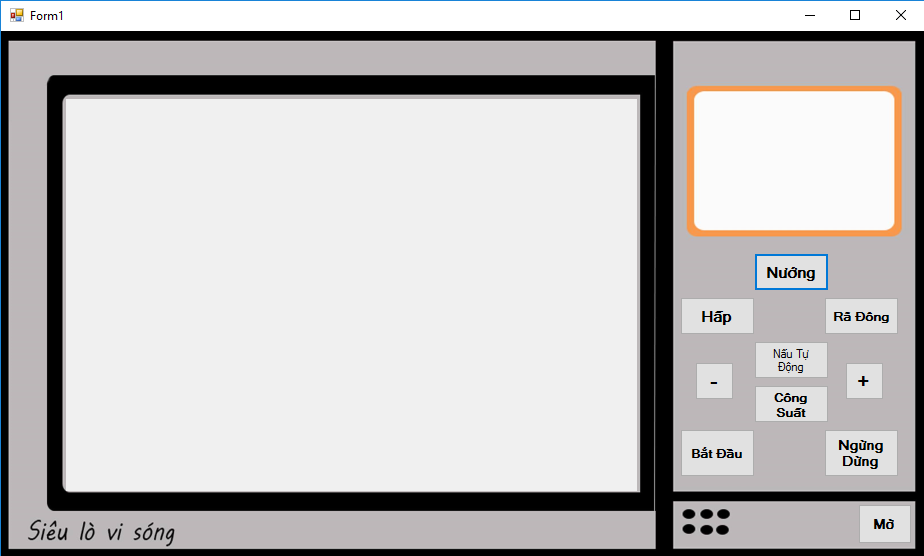 Form1
Nướng
Hấp
Rã Đông
Nấu Tự
Động
-
+
Công
Suất
Bắt Đầu
Ngừng
Dừng
Siêu lò vi sóng
Mở